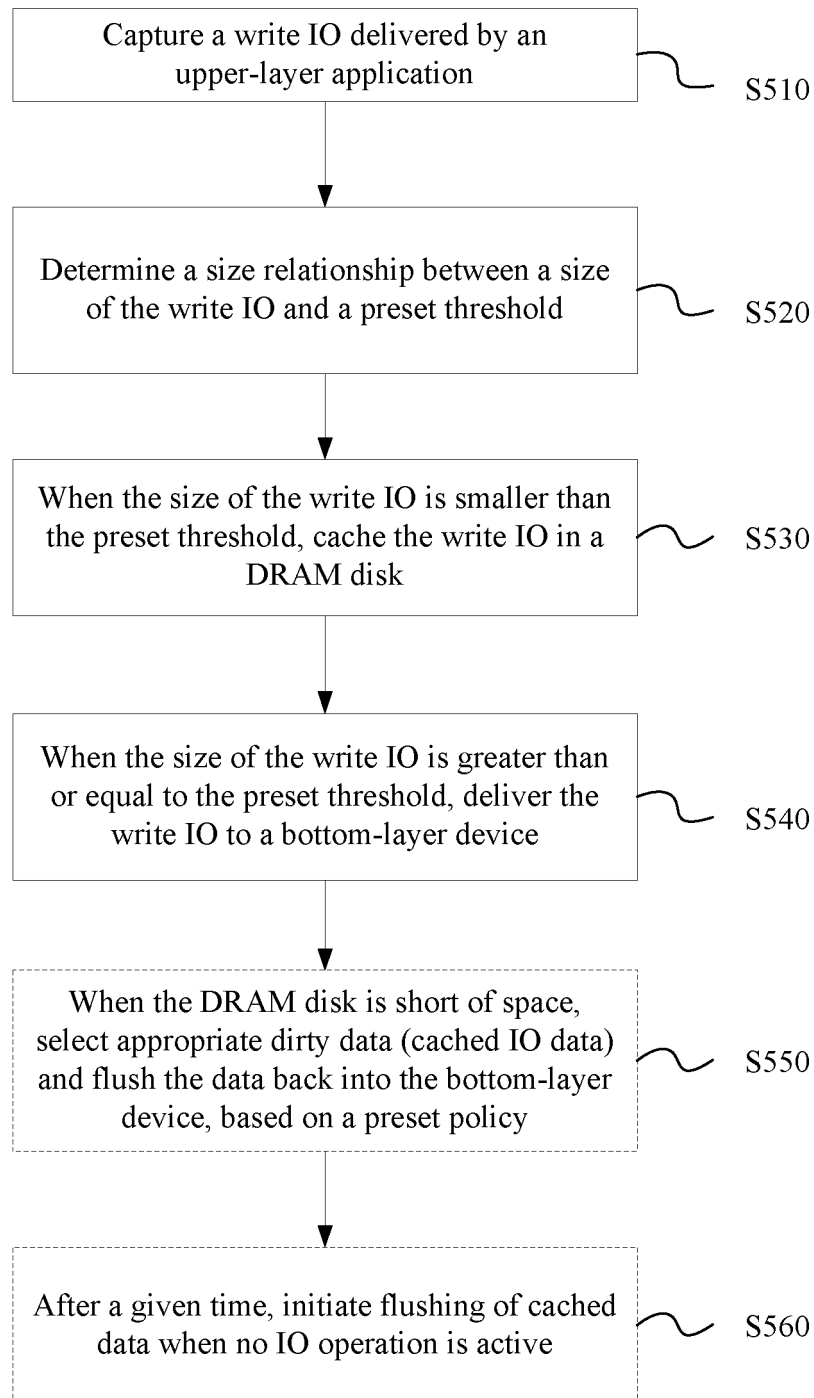 Capture a write IO delivered by an
upper-layer application
S510
Determine a size relationship between a size
of the write IO and a preset threshold
S520
When the size of the write IO is smaller than
the preset threshold, cache the write IO in a
DRAM disk
S530
When the size of the write IO is greater than
or equal to the preset threshold, deliver the
write IO to a bottom-layer device
S540
When the DRAM disk is short of space,
select appropriate dirty data (cached IO data)
and flush the data back into the bottom-layer
device, based on a preset policy
S550
After a given time, initiate flushing of cached
data when no IO operation is active
S560